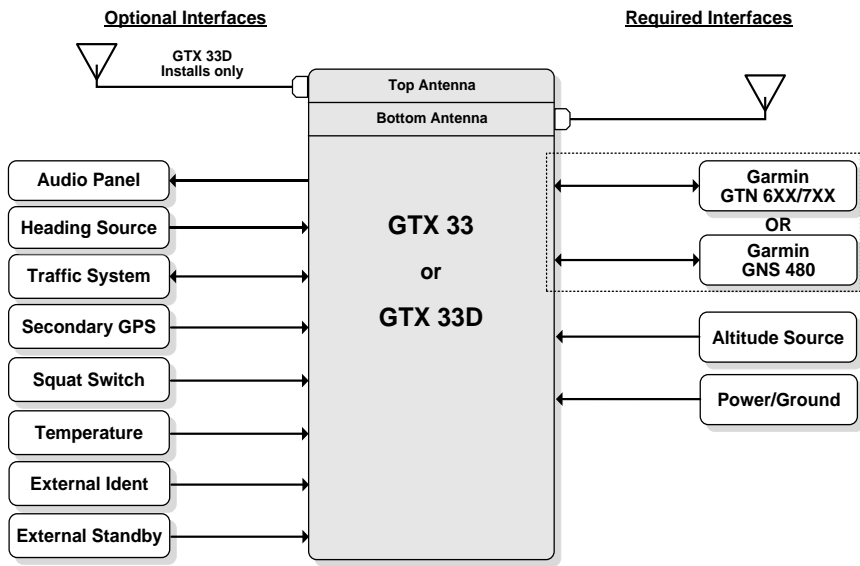 Optional Interfaces
Required Interfaces
GTX 33D
Installs only
Top Antenna
Bottom Antenna
Audio Panel
Heading Source
Traffic System
Secondary GPS
Squat Switch
Temperature
External Ident
External Standby
GTX 33
or
GTX 33D
Garmin
GTN 6XX/7XX
OR
Garmin
GNS 480
Altitude Source
Power/Ground